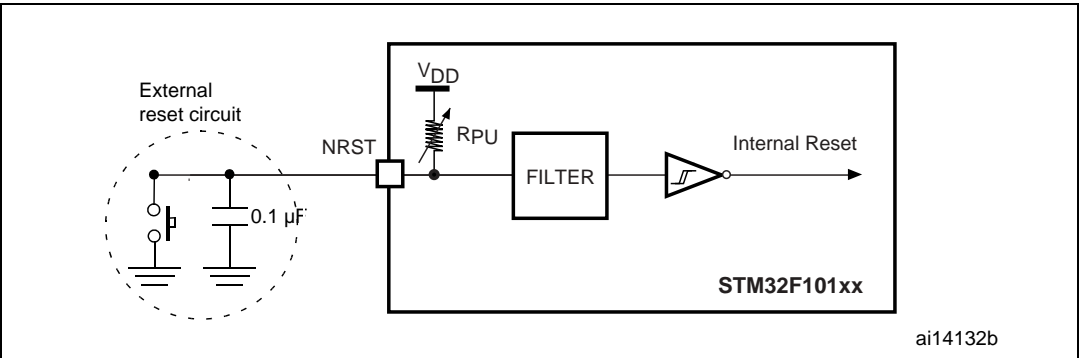 External
reset circuit
VDD
RPU
NRST
FILTER
Internal Reset
0.1 µF
STM32F101xx
ai14132b